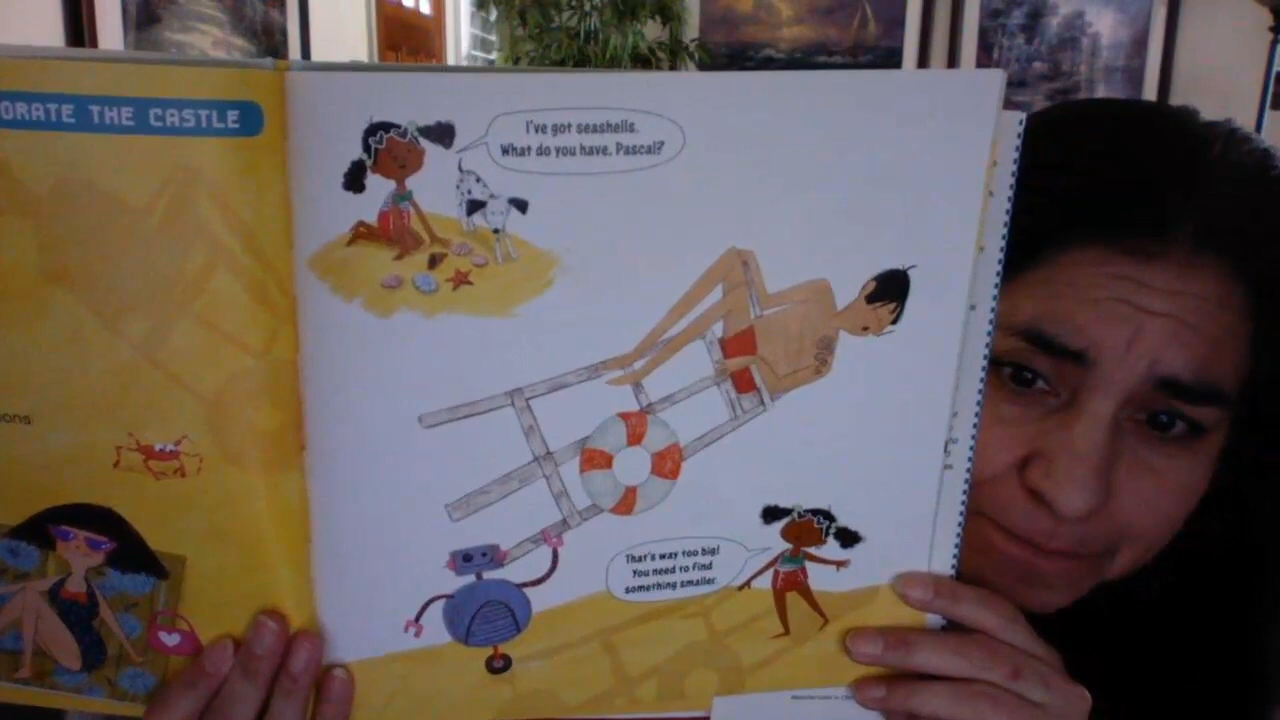 ORATE THE CASTLE
I've got seashells.
What do you have, Pascal?
ions
That's way too big!
You need to find
something smaller.